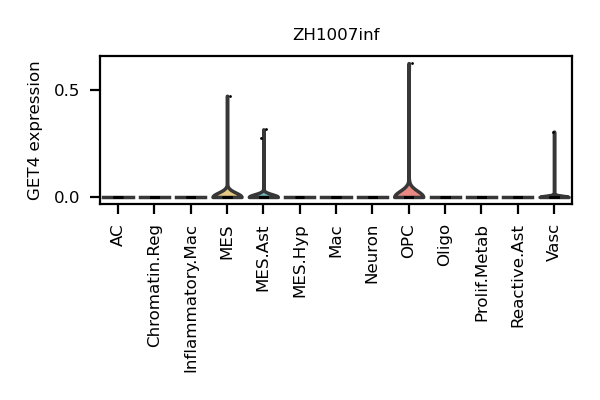 ZH1007inf
GET4 expression
0.5
0.0
AC
Chromatin.Reg
Inflammatory.Mac
MES
MES.Ast
MES.Hyp
Mac
Neuron
OPC
Oligo
Prolif.Metab
Reactive.Ast
Vasc